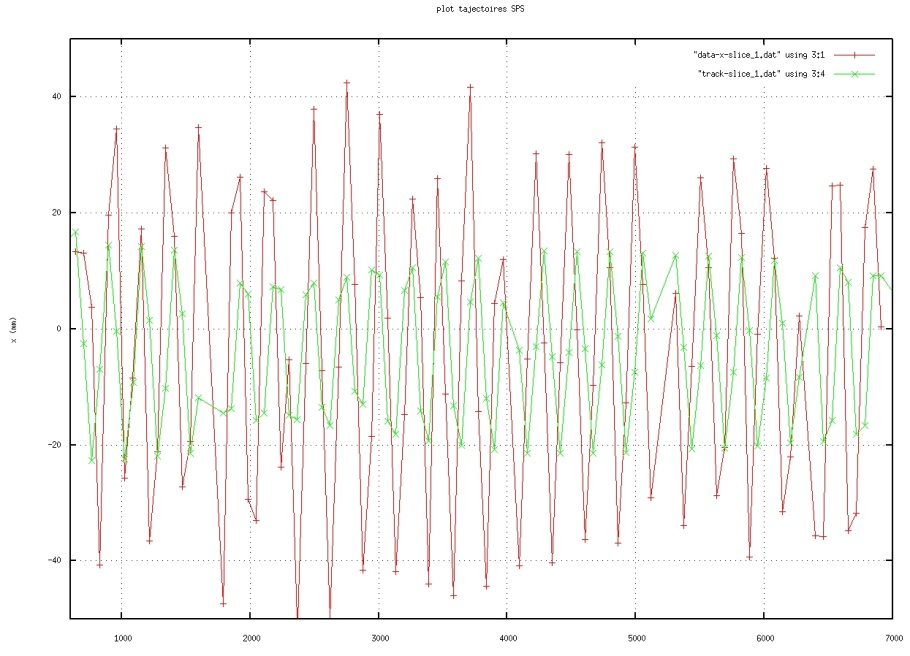 plot tajectoires SPS
"data-x-slice_1.dat" using 3:1
"track-slice_1.dat" using 3:4
40
20
0
-20
-40
x (mm)
1000 2000 3000 4000 5000 6000 7000